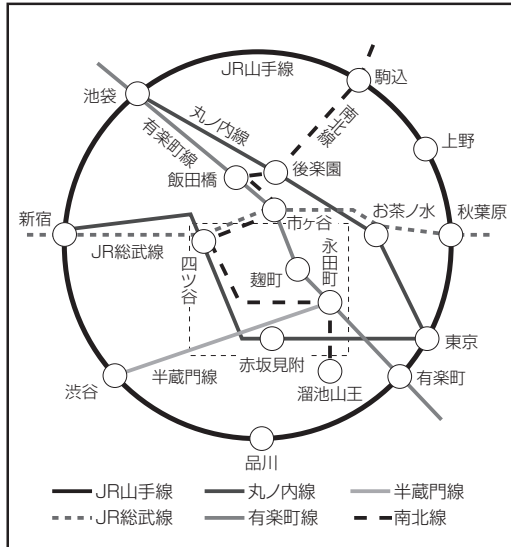 JR山手線
駒込
池袋
丸ノ内線
南北線
有楽町線
上野
飯田橋
後楽園
新宿
市ヶ谷
お茶ノ水
秋葉原
JR総武線
四ツ谷
麹町
永田町
東京
赤坂見附
渋谷
半蔵門線
溜池山王
有楽町
品川
JR山手線 丸ノ内線 半蔵門線
JR総武線 有楽町線 南北線